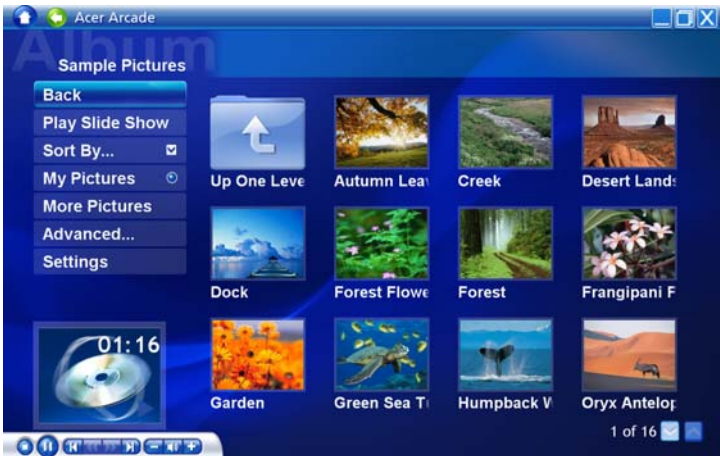 Acer Arcade
Album
Sample Pictures
Back
Play Slide Show
Sort By...
My Pictures
More Pictures
Advanced...
Settings
Up One Leve
Autumn Lea
Creek
Desert Lands
Dock
Forest Flowe
Forest
Frangipani F
Garden
Green Sea T
Humpback W
Oryx Antelop
01:16
1 of 16